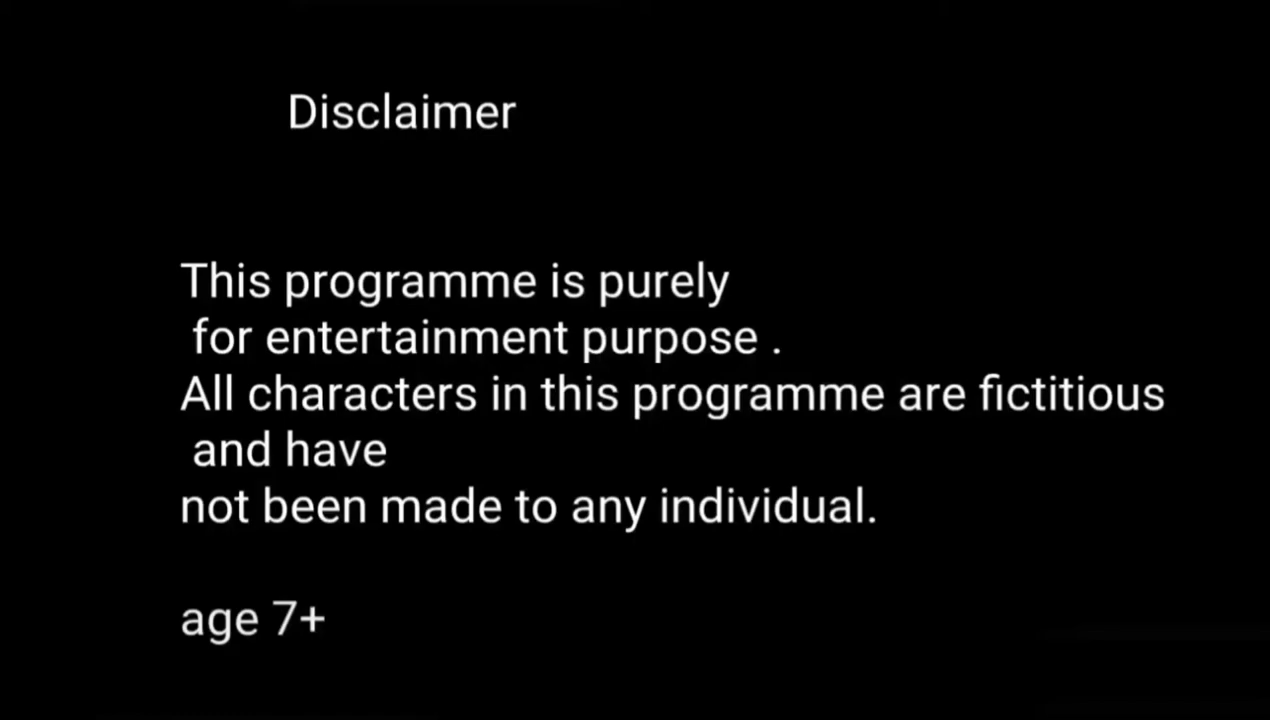 Disclaimer
This programme is purely
for entertainment purpose .
All characters in this programme are fictitious
and have
not been made to any individual.
age 7+